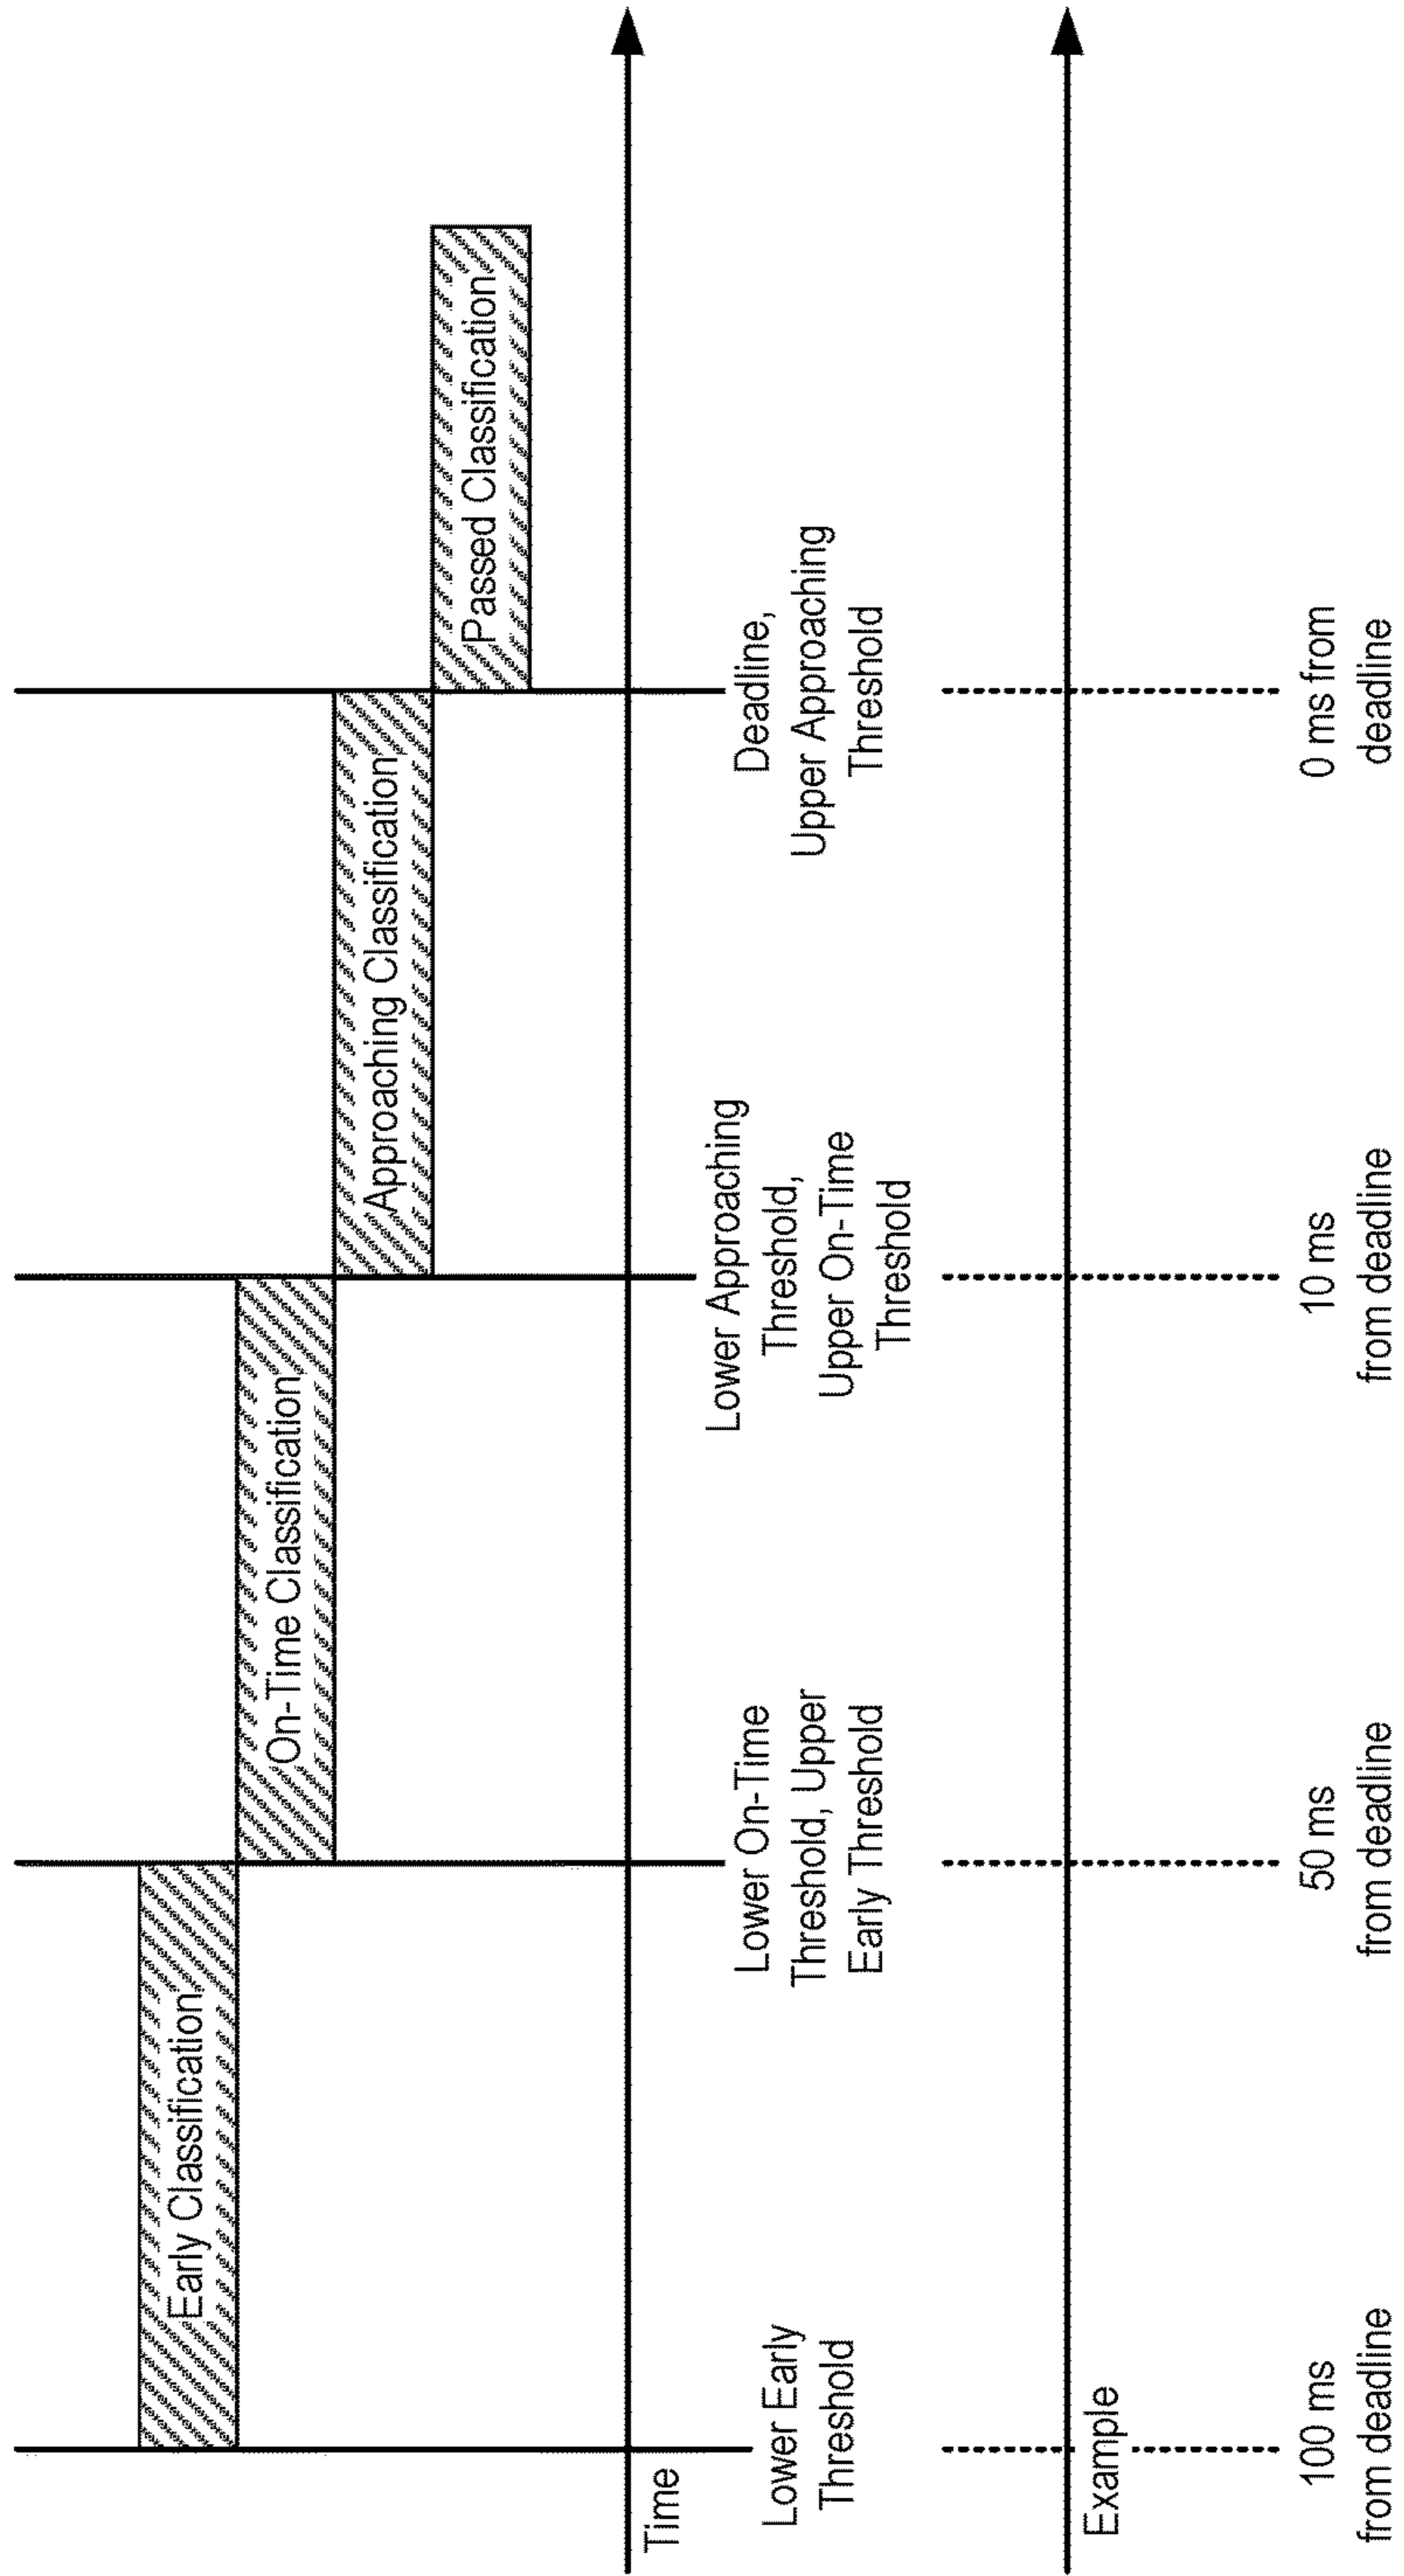 Early Classification
On-Time Classification
Approaching Classification
Passed Classification
Time
Lower Early
Threshold
Lower On-Time
Threshold, Upper
Early Threshold
Lower Approaching
Threshold,
Upper On-Time
Threshold
Deadline,
Upper Approaching
Threshold
Example
100 ms
from deadline
50 ms
from deadline
10 ms
from deadline
0 ms from
deadline